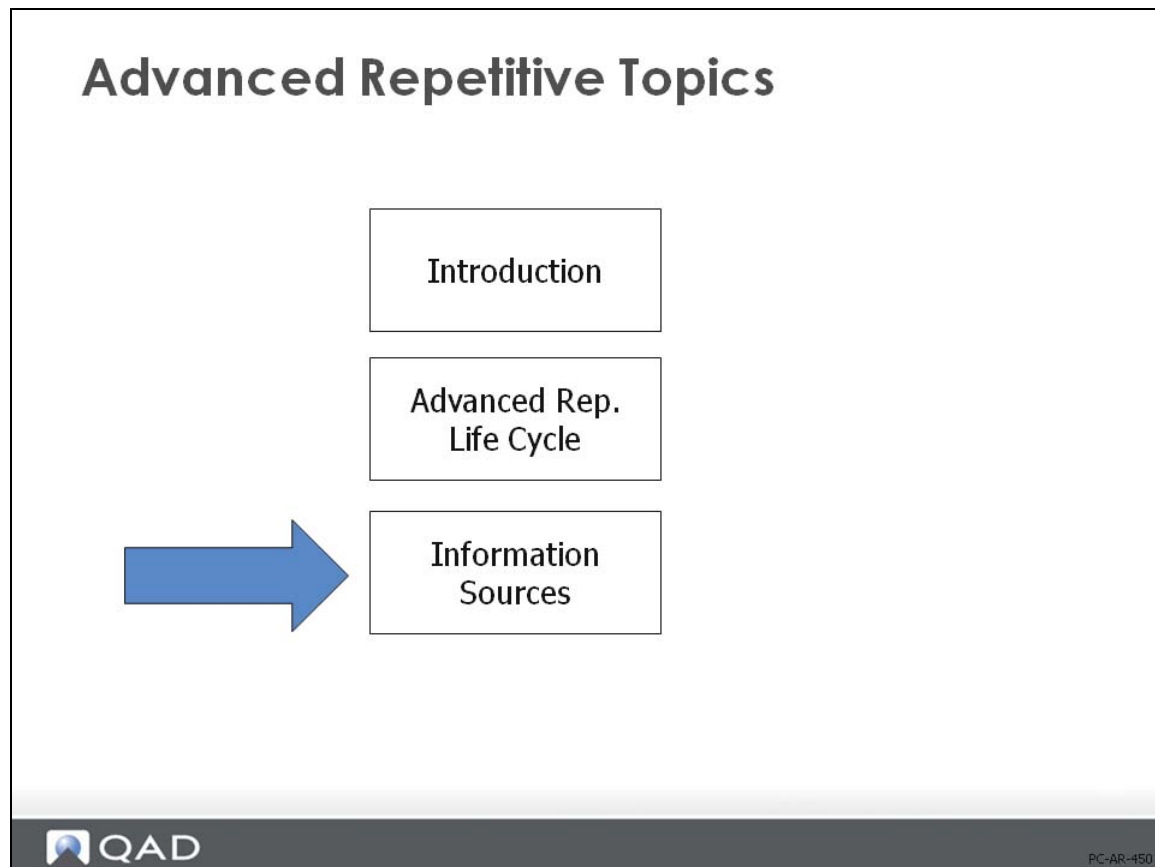 Advanced Repetitive Topics
Introduction
Advanced Rep.
Life Cycle
Information
Sources
QAD
PC-AR-450